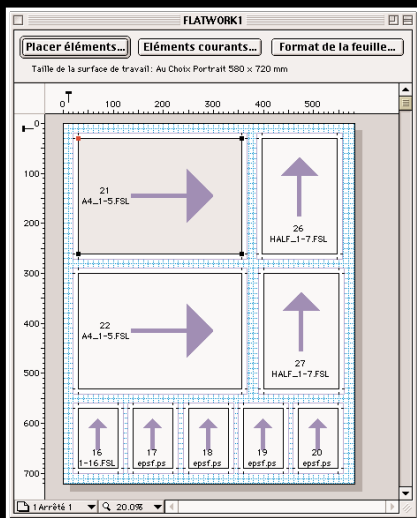 FLATWORK1
Placer éléments... Eléments courants... Format de la feuille...
Taille de la surface de travail: Au Choix Portrait 580 x 720 mm
0 100 200 300 400 500
0
100
200
300
400
500
600
700
21
A4_1-5.FSL
26
HALF_1-7.FSL
22
A4_1-5.FSL
27
HALF_1-7.FSL
16 17 18 19 20
1-16.FSL epsf.ps epsf.ps epsf.ps epsf.ps
1 Arrêté 1 20.0%